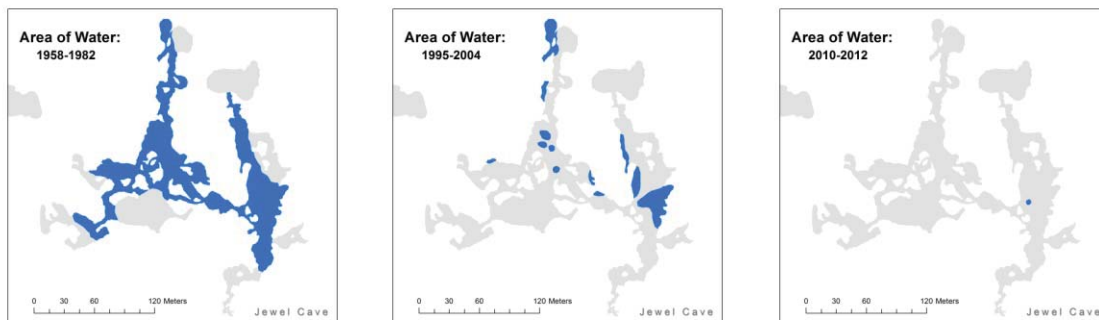 Area of Water:
1958-1982
0 30 60 120 Meters
Jewel Cave
Area of Water:
1995-2004
0 30 60 120 Meters
Jewel Cave
Area of Water:
2010-2012
0 30 60 120 Meters
Jewel Cave